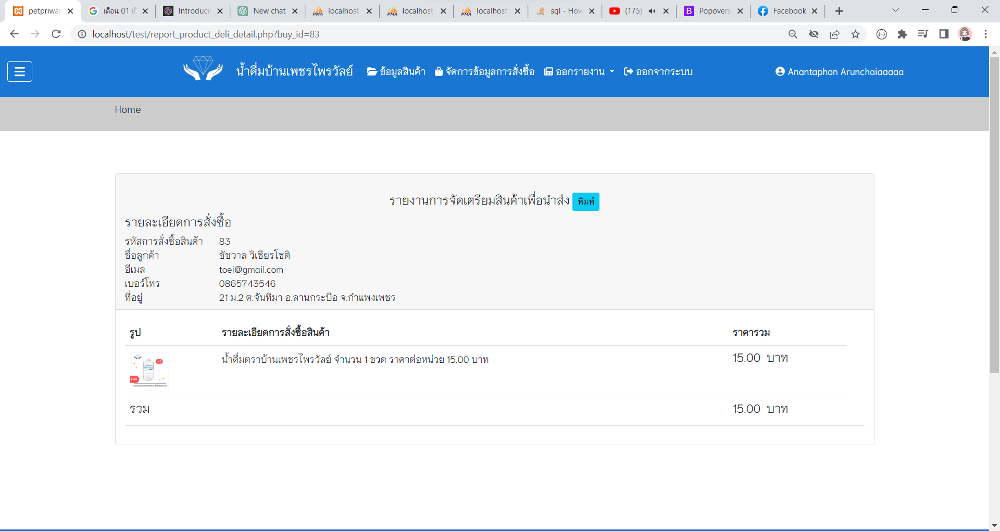 petpriwan
เดือน 01 เป็
Introducin
New chat
localhost
localhost
localhost
sql - How
(175)
Popovers
Facebook
localhost/test/report_product_deli_detail.php?buy_id=83
น้ำดื่มบ้านเพชรไพรวัลย์
ข้อมูลสินค้า
จัดการข้อมูลการสั่งซื้อ
ออกรายงาน
ออกจากระบบ
Anantaphon Arunchaiaaaaa
Home
รายงานการจัดเตรียมสินค้าเพื่อนำส่ง พิมพ์
รายละเอียดการสั่งซื้อ
รหัสการสั่งซื้อสินค้า 83
ชื่อลูกค้า ชัชวาล วิเชียรโชติ
อีเมล toei@gmail.com
เบอร์โทร 0865743546
ที่อยู่ 21 ม.2 ต.จันทิมา อ.ลานกระบือ จ.กำแพงเพชร
รูป รายละเอียดการสั่งซื้อสินค้า ราคารวม
น้ำดื่มตราบ้านเพชรไพรวัลย์ จำนวน 1 ขวด ราคาต่อหน่วย 15.00 บาท 15.00 บาท
x1
รวม 15.00 บาท